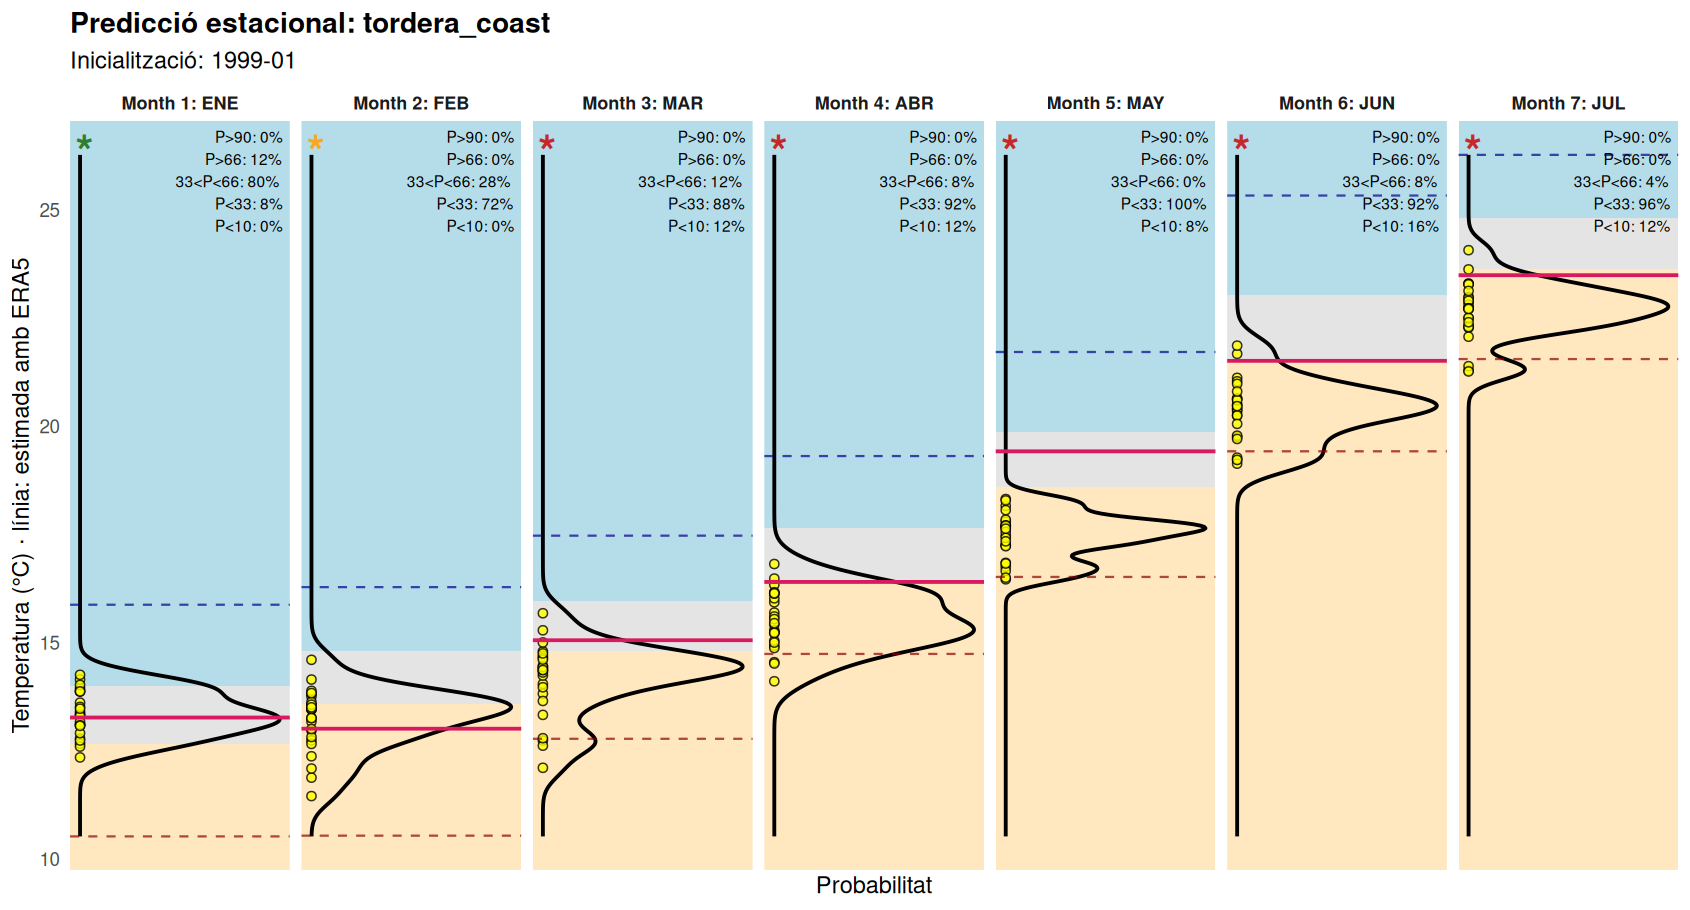 Predicció estacional: tordera_coast
Inicialització: 1999-01
Month 1: ENE
Month 2: FEB
Month 3: MAR
Month 4: ABR
Month 5: MAY
Month 6: JUN
Month 7: JUL
*
P>90: 0%
P>66: 12%
33<P<66: 80%
P<33: 8%
P<10: 0%
*
P>90: 0%
P>66: 0%
33<P<66: 28%
P<33: 72%
P<10: 0%
*
P>90: 0%
P>66: 0%
33<P<66: 12%
P<33: 88%
P<10: 12%
*
P>90: 0%
P>66: 0%
33<P<66: 8%
P<33: 92%
P<10: 12%
*
P>90: 0%
P>66: 0%
33<P<66: 0%
P<33: 100%
P<10: 8%
*
P>90: 0%
P>66: 0%
33<P<66: 8%
P<33: 92%
P<10: 16%
*
P>90: 0%
P>66: 0%
33<P<66: 4%
P<33: 96%
P<10: 12%
25
20
15
10
Temperatura (°C) · línia: estimada amb ERA5
Probabilitat